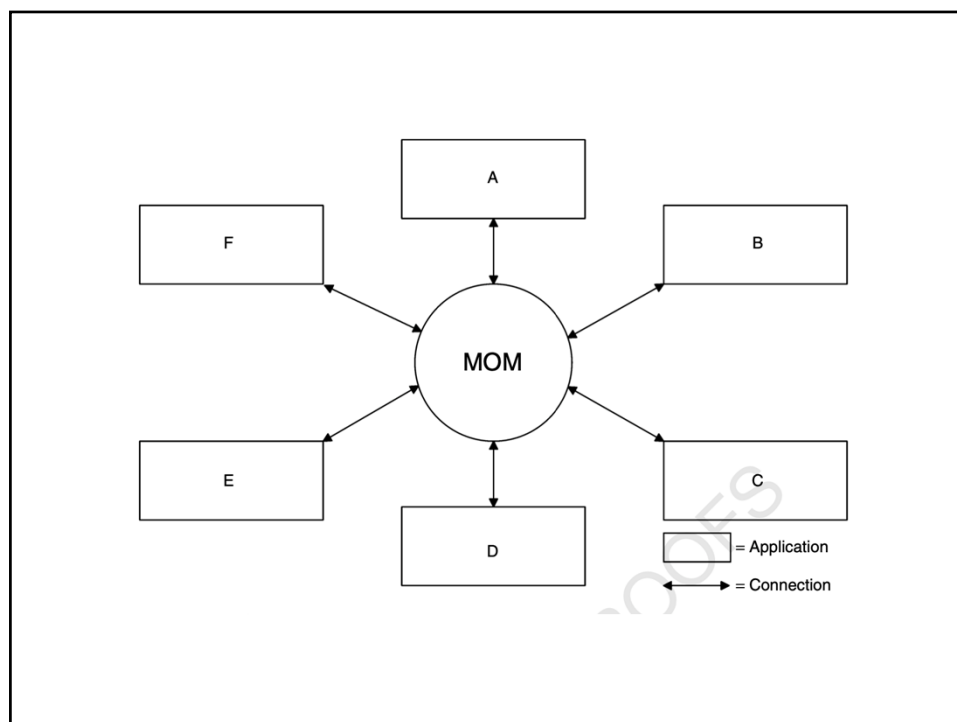 A
F
B
MOM
E
C
D
= Application
= Connection